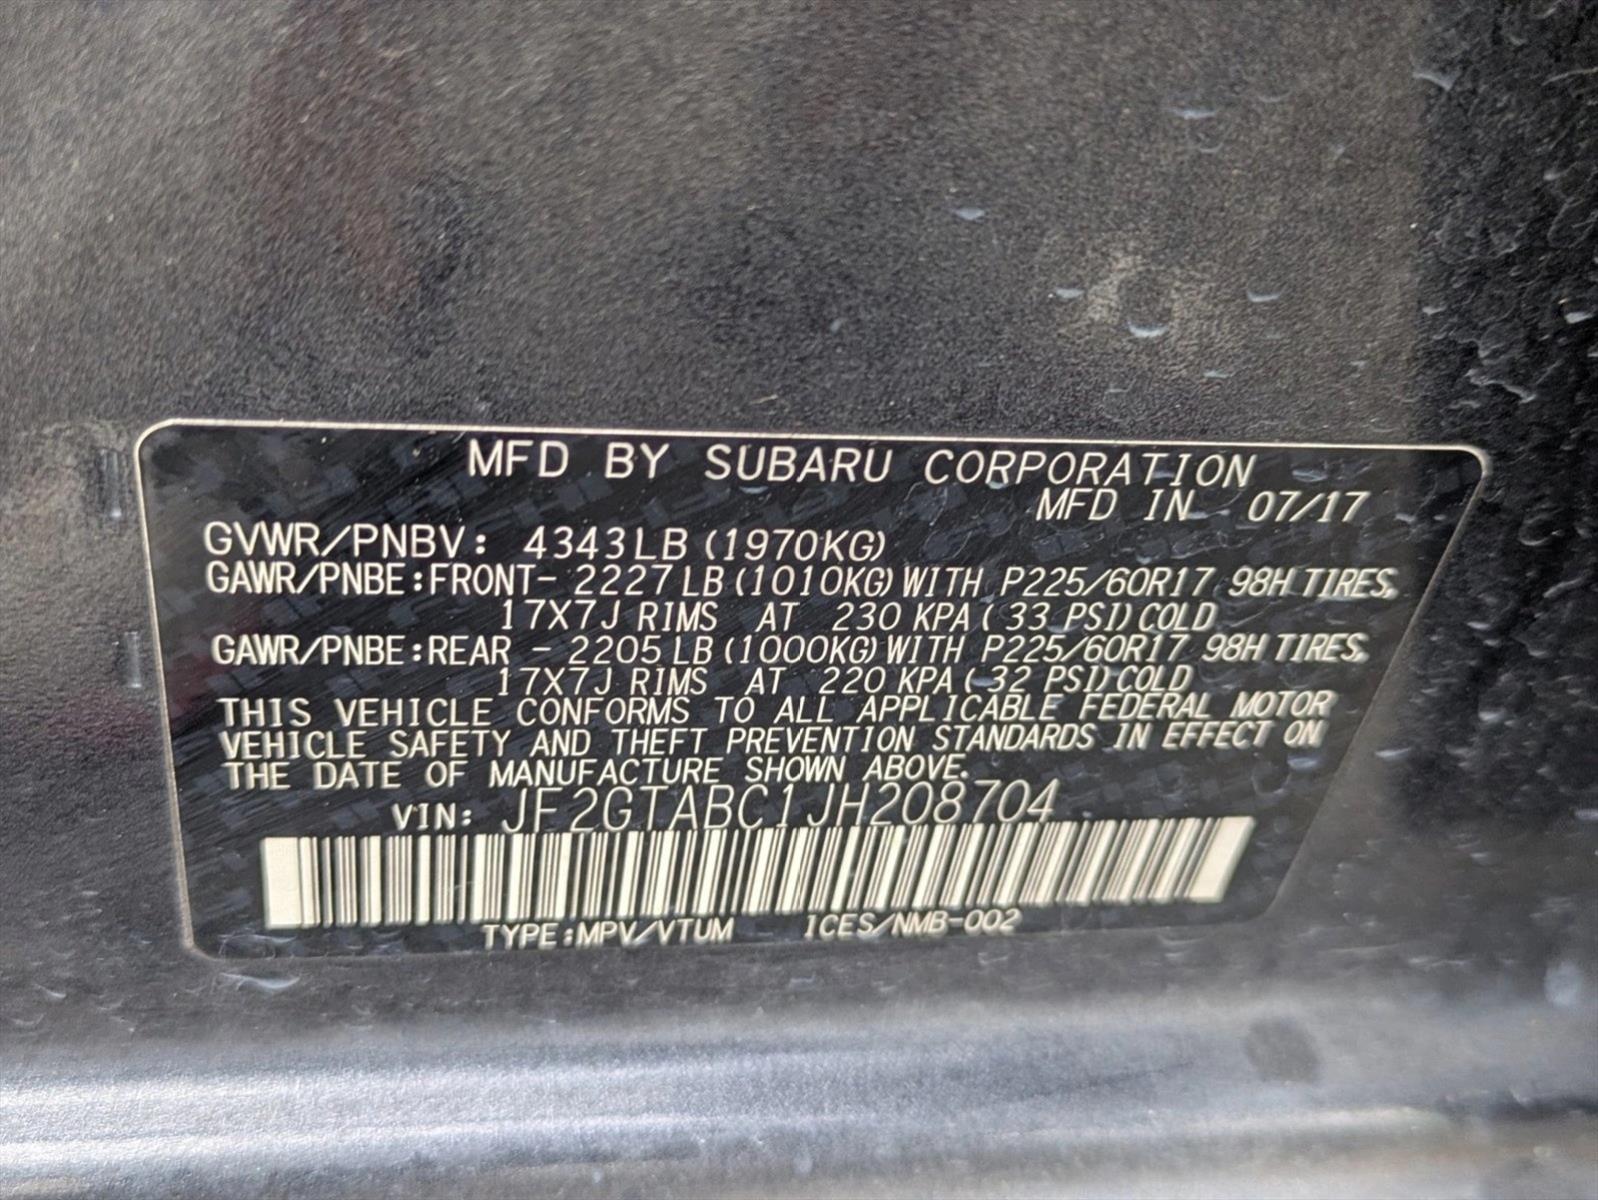 MFD BY SUBARU CORPORATION
MFD IN 07/17
GVWR/PNBV: 4343LB (1970KG)
GAWR/PNBE:FRONT- 2227LB(1010KG)WITH P225/60R17 98H TIRES,
17X7J RIMS AT 230 KPA( 33 PSI)COLD
GAWR/PNBE:REAR - 2205LB(1000KG)WITH P225/60R17 98H TIRES,
17X7J RIMS AT 220 KPA( 32 PSI)COLD
THIS VEHICLE CONFORMS TO ALL APPLICABLE FEDERAL MOTOR
VEHICLE SAFETY AND THEFT PREVENTION STANDARDS IN EFFECT ON
THE DATE OF MANUFACTURE SHOWN ABOVE.
VIN: JF2GTABC1JH208704
TYPE:MPV/VTUM ICES/NMB-002